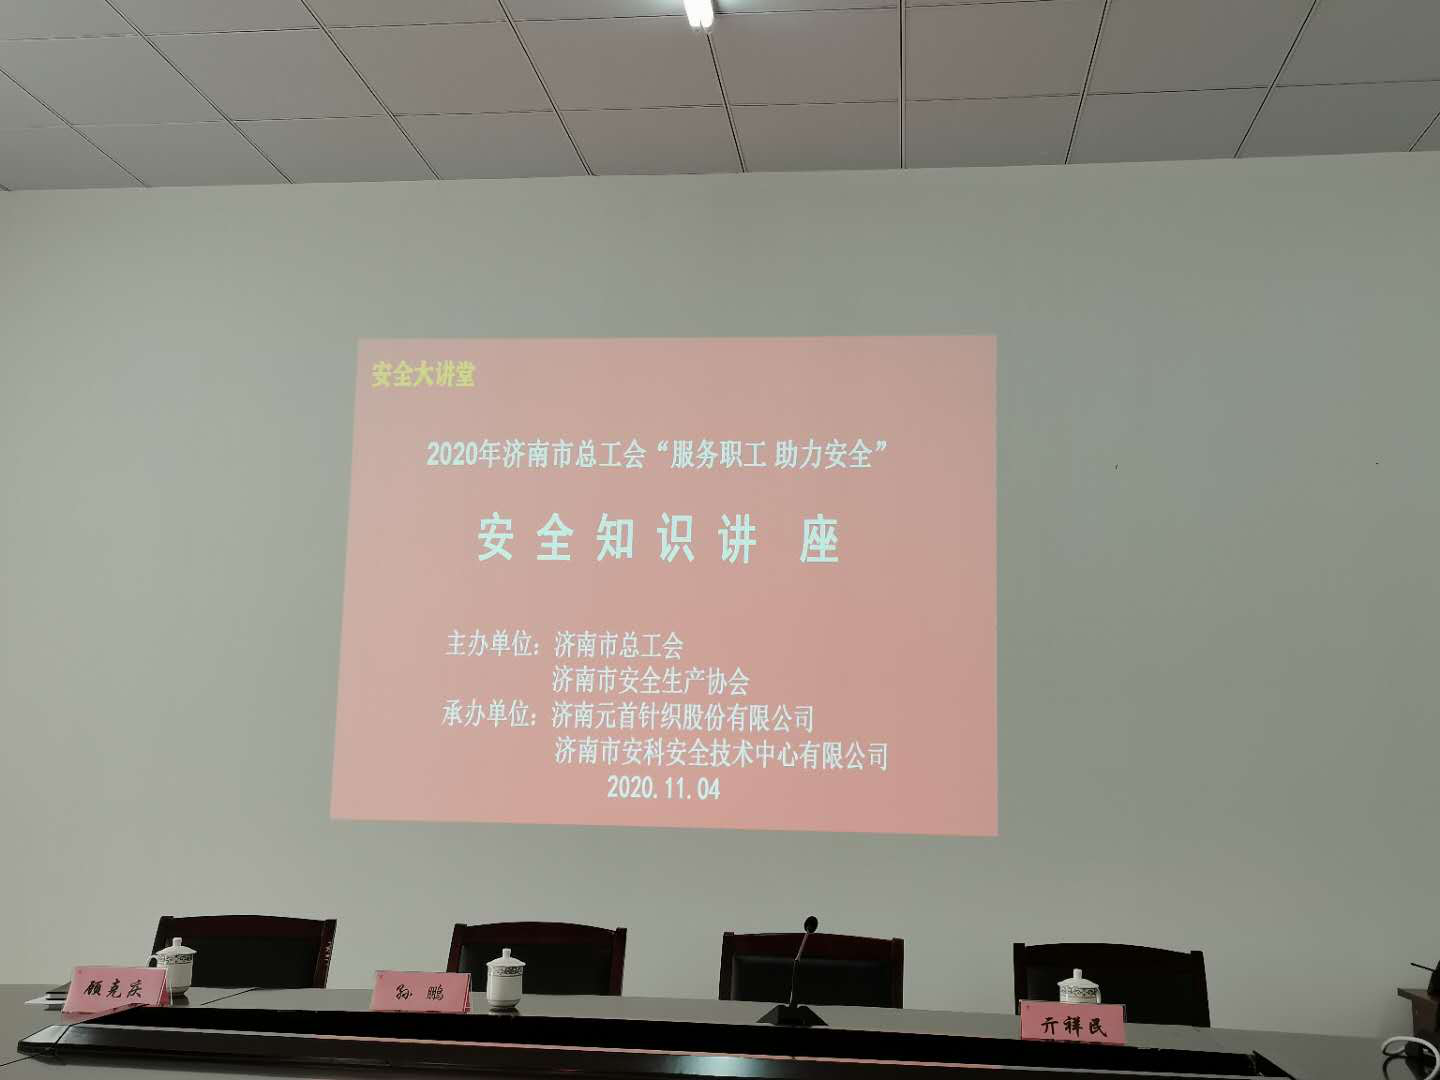 安全大讲堂
2020年济南市总工会“服务职工 助力安全”
安全知识讲 座
主办单位：济南市总工会
济南市安全生产协会
承办单位：济南元首针织股份有限公司
济南市安科安全技术中心有限公司
2020.11.04
顾克庆
孙 鹏
亓祥民